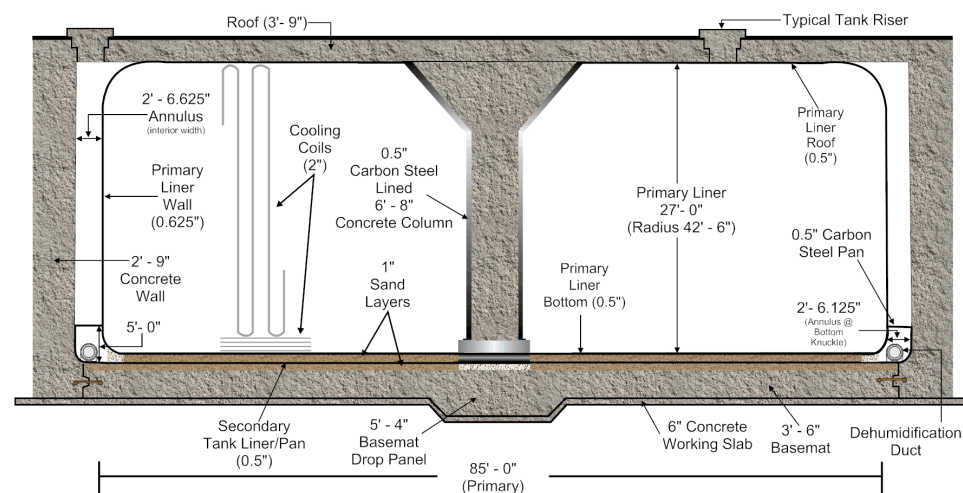 Roof (3'- 9")
Typical Tank Riser
2' - 6.625"
Annulus
(interior width)
Primary
Liner
Wall
(0.625")
Cooling
Coils
(2")
0.5"
Carbon Steel
Lined
6' - 8"
Concrete Column
Primary Liner
27'- 0"
(Radius 42' - 6")
Primary
Liner
Roof
(0.5")
0.5" Carbon
Steel Pan
2' - 9"
Concrete
Wall
5'- 0"
1"
Sand
Layers
Primary
Liner
Bottom (0.5")
2'- 6.125"
(Annulus @
Bottom
Knuckle)
Secondary
Tank Liner/Pan
(0.5")
5' - 4"
Basemat
Drop Panel
6" Concrete
Working Slab
3' - 6"
Basemat
Dehumidification
Duct
85' - 0"
(Primary)